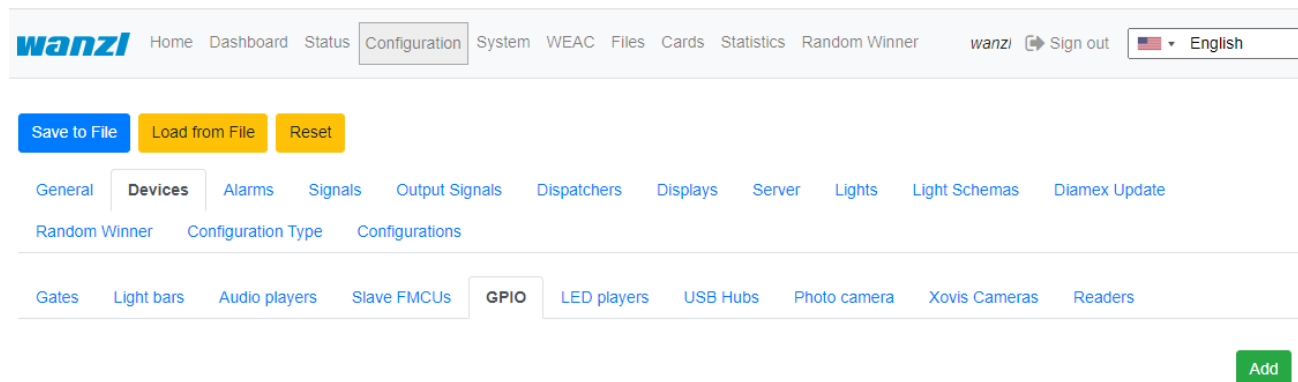 wanzl Home Dashboard Status Configuration System WEAC Files Cards Statistics Random Winner wanzl Sign out English
Save to File Load from File Reset
General Devices Alarms Signals Output Signals Dispatchers Displays Server Lights Light Schemas Diamex Update
Random Winner Configuration Type Configurations
Gates Light bars Audio players Slave FMCUs GPIO LED players USB Hubs Photo camera Xovis Cameras Readers
Add